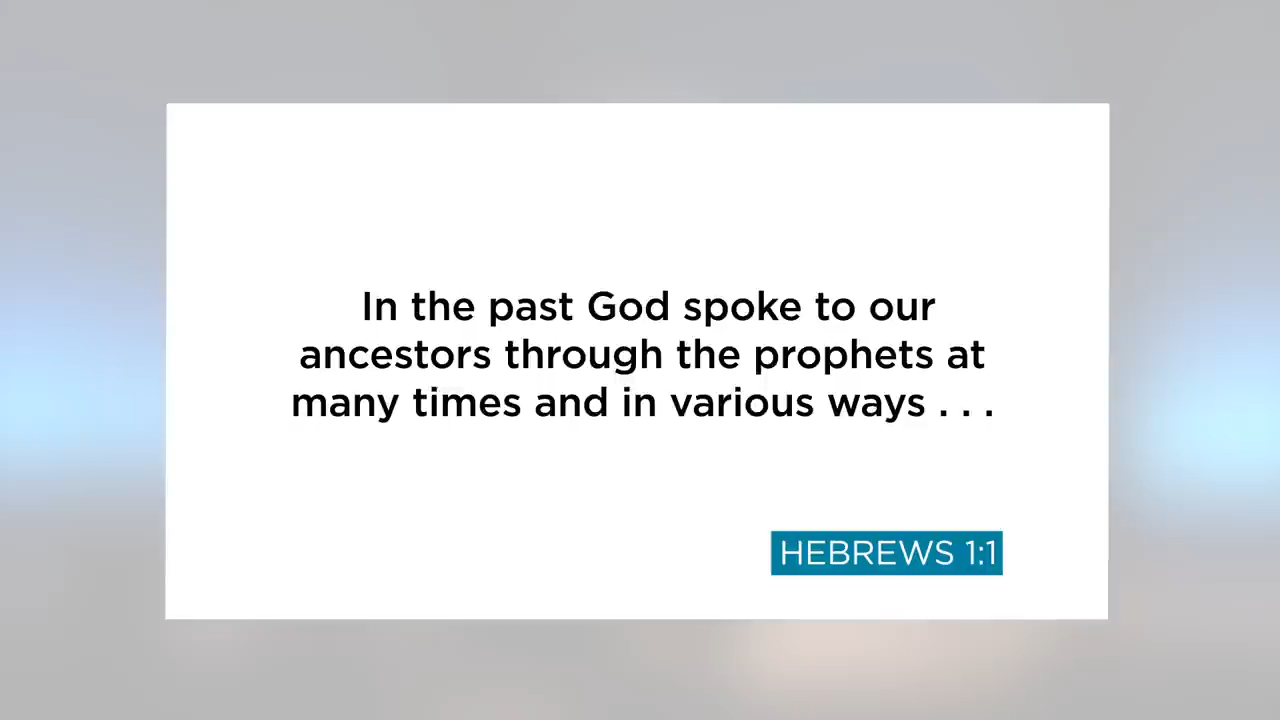 In the past God spoke to our
ancestors through the prophets at
many times and in various ways . . .
HEBREWS 1:1